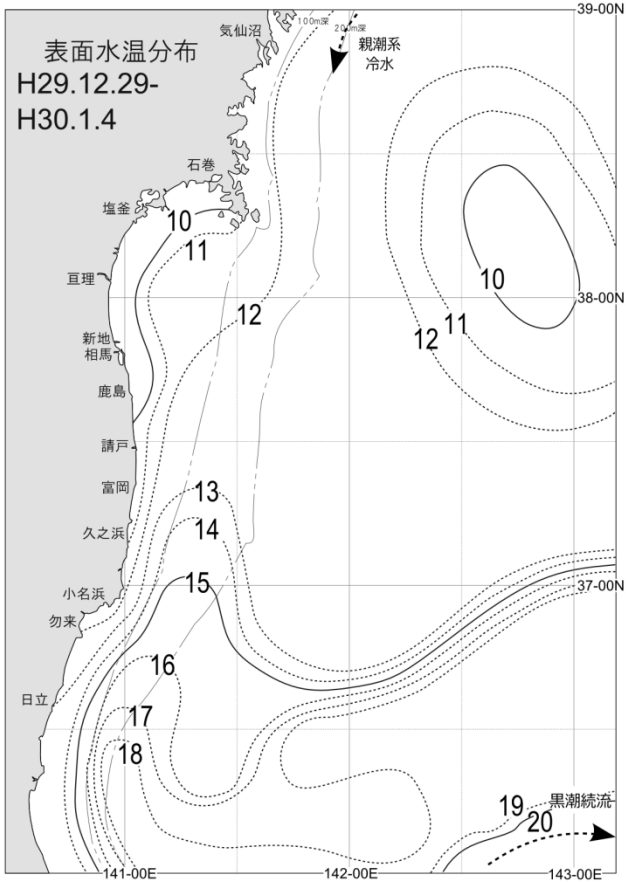 39-00N
気仙沼
100m深
200m深
表面水温分布
H29.12.29-
H30.1.4
親潮系
冷水
石巻
塩釜
10
11
亘理
10
38-00N
12
11
12
新地
相馬
鹿島
請戸
富岡
13
久之浜
14
小名浜
15
37-00N
勿来
16
日立
17
18
19
黒潮続流
20
141-00E
142-00E
143-00E